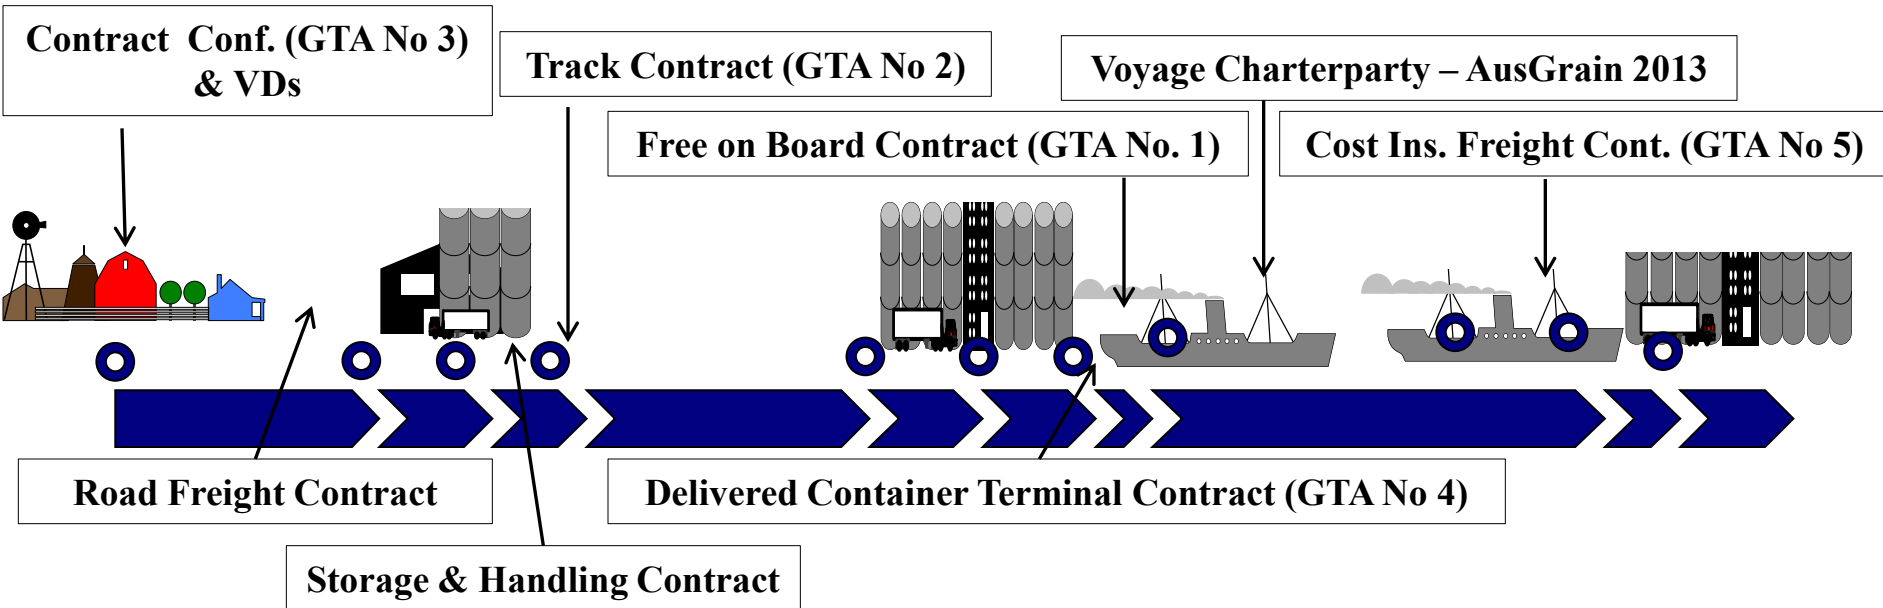 Contract Conf. (GTA No 3)
& VDs
Track Contract (GTA No 2)
Voyage Charterparty – AusGrain 2013
Free on Board Contract (GTA No. 1)
Cost Ins. Freight Cont. (GTA No 5)
Road Freight Contract
Delivered Container Terminal Contract (GTA No 4)
Storage & Handling Contract